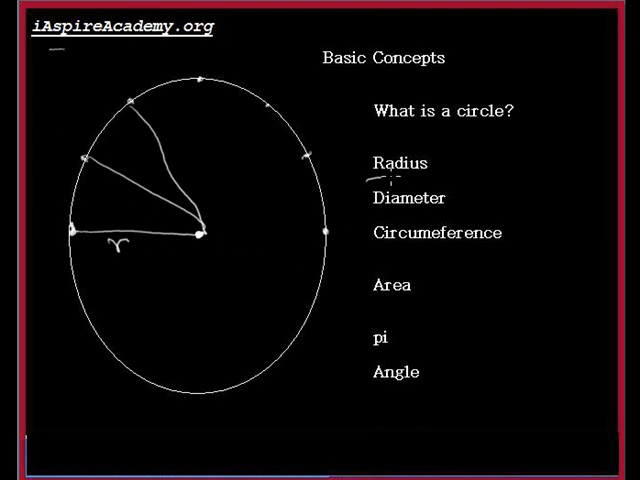 iAspireAcademy.org
Basic Concepts
What is a circle?
Radius
Diameter
Circumeference
r
Area
pi
Angle